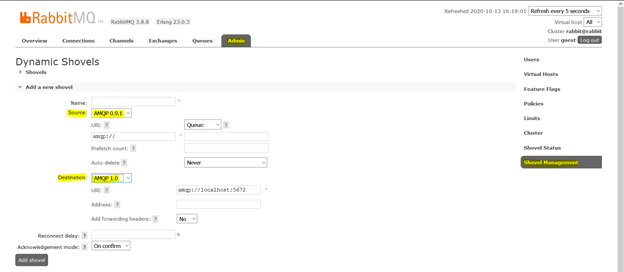 RabbitMQ TM RabbitMQ 3.8.8 Erlang 23.0.3
Refreshed 2020-10-13 16:19:01 Refresh every 5 seconds
Virtual host All
Cluster rabbit@rabbit
User guest Log out
Overview Connections Channels Exchanges Queues Admin
Dynamic Shovels
Shovels
Add a new shovel
Name: *
Source: AMQP 0.9.1
URI: ? Queue: ?
amqp:// *
Prefetch count: ?
Auto-delete ? Never
Destination: AMQP 1.0
URI: ? amqp://localhost:5672 *
Address: ?
Add forwarding headers: ? No
Reconnect delay: ? s
Acknowledgement mode: ? On confirm
Add shovel
Users
Virtual Hosts
Feature Flags
Policies
Limits
Cluster
Shovel Status
Shovel Management